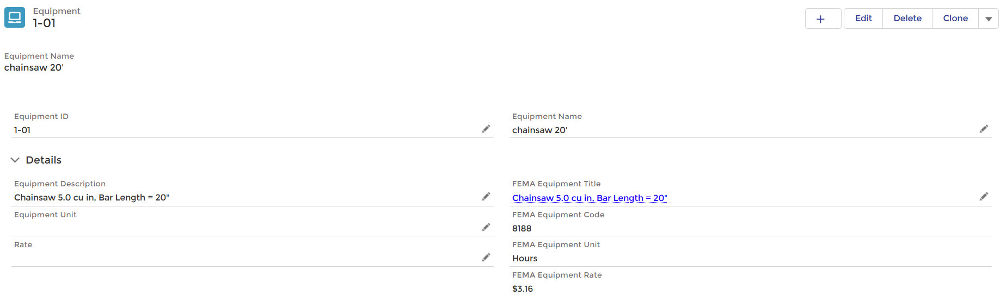 Equipment
1-01
+ Edit Delete Clone
Equipment Name
chainsaw 20'
Equipment ID
1-01
Equipment Name
chainsaw 20'
Details
Equipment Description
Chainsaw 5.0 cu in, Bar Length = 20"
FEMA Equipment Title
Chainsaw 5.0 cu in, Bar Length = 20"
Equipment Unit
FEMA Equipment Code
8188
Rate
FEMA Equipment Unit
Hours
FEMA Equipment Rate
$3.16